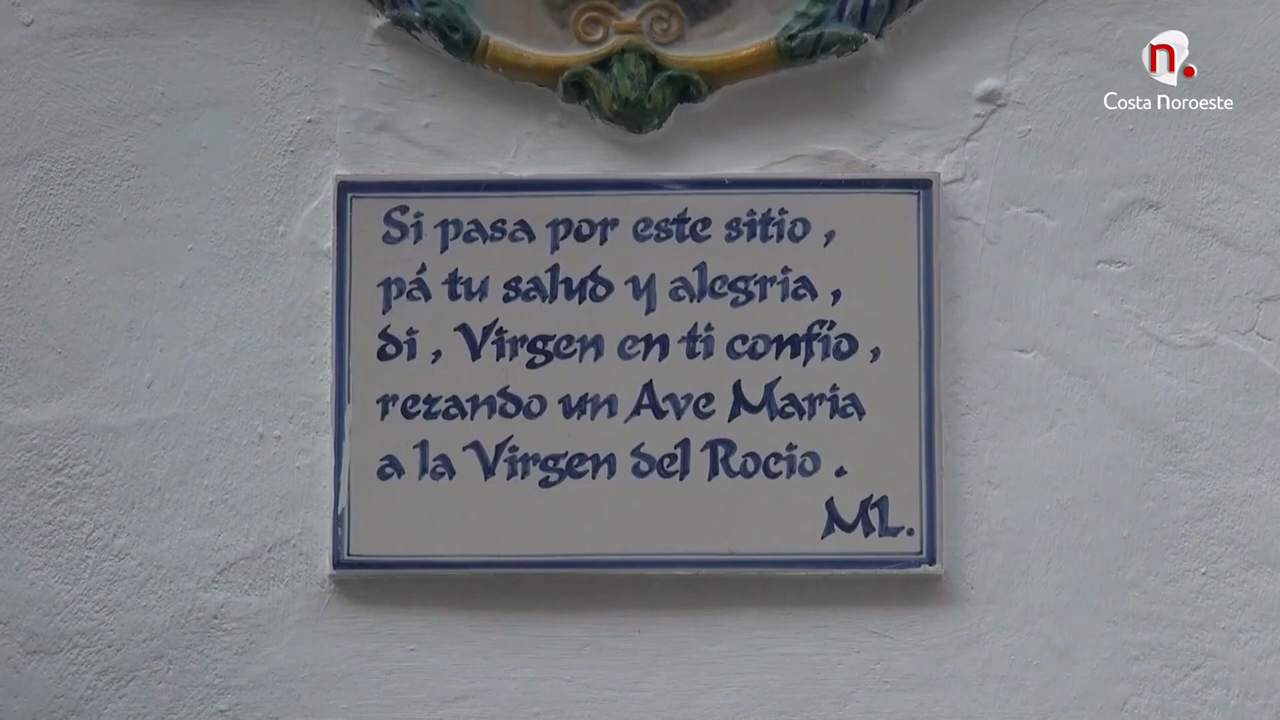 n.
Costa Noroeste
Si pasa por este sitio ,
pá tu salud y alegria ,
di , Virgen en ti confío ,
rezando un Ave Maria
a la Virgen del Rocio .
ML.